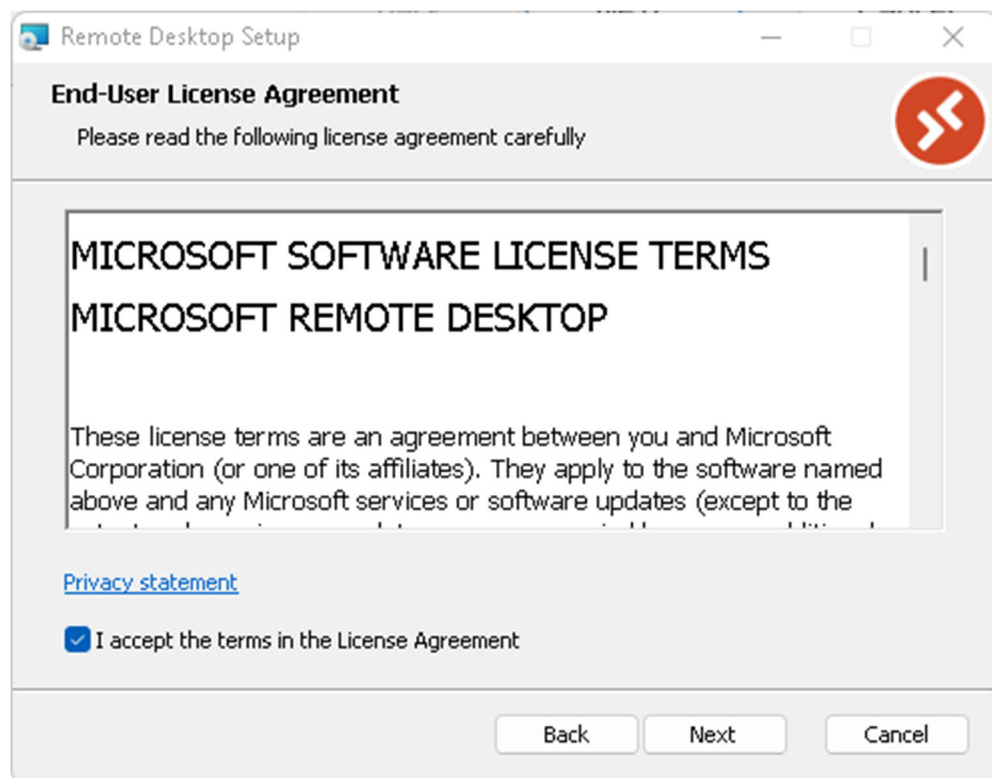 Remote Desktop Setup
End-User License Agreement
Please read the following license agreement carefully
MICROSOFT SOFTWARE LICENSE TERMS
MICROSOFT REMOTE DESKTOP
These license terms are an agreement between you and Microsoft
Corporation (or one of its affiliates). They apply to the software named
above and any Microsoft services or software updates (except to the
Privacy statement
I accept the terms in the License Agreement
Back Next Cancel